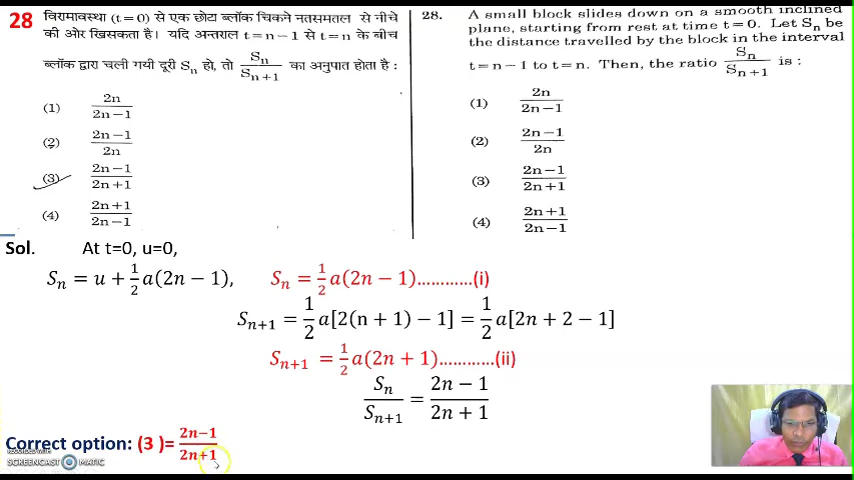 28 विरामावस्था (t=0) से एक छोटा ब्लॉक चिकने नतसमतल से नीचे
की ओर खिसकता है। यदि अन्तराल t=n−1 से t=n के बीच
ब्लॉक द्वारा चली गयी दूरी Sn हो, तो Sn/Sn+1 का अनुपात होता है :
(1) 2n/2n−1
(2) 2n−1/2n
(3) 2n−1/2n+1
(4) 2n+1/2n−1
28. A small block slides down on a smooth inclined
plane, starting from rest at time t=0. Let Sn be
the distance travelled by the block in the interval
t=n−1 to t=n. Then, the ratio Sn/Sn+1 is :
(1) 2n/2n−1
(2) 2n−1/2n
(3) 2n−1/2n+1
(4) 2n+1/2n−1
Sol. At t=0, u=0,
Sn = u + 1/2 a(2n − 1), Sn = 1/2 a(2n − 1)............(i)
Sn+1 = 1/2 a[2(n + 1) − 1] = 1/2 a[2n + 2 − 1]
Sn+1 = 1/2 a(2n + 1)............(ii)
Sn/Sn+1 = 2n − 1/2n + 1
Correct option: (3 )= 2n−1/2n+1
RECORDED WITH
SCREENCAST MATIC